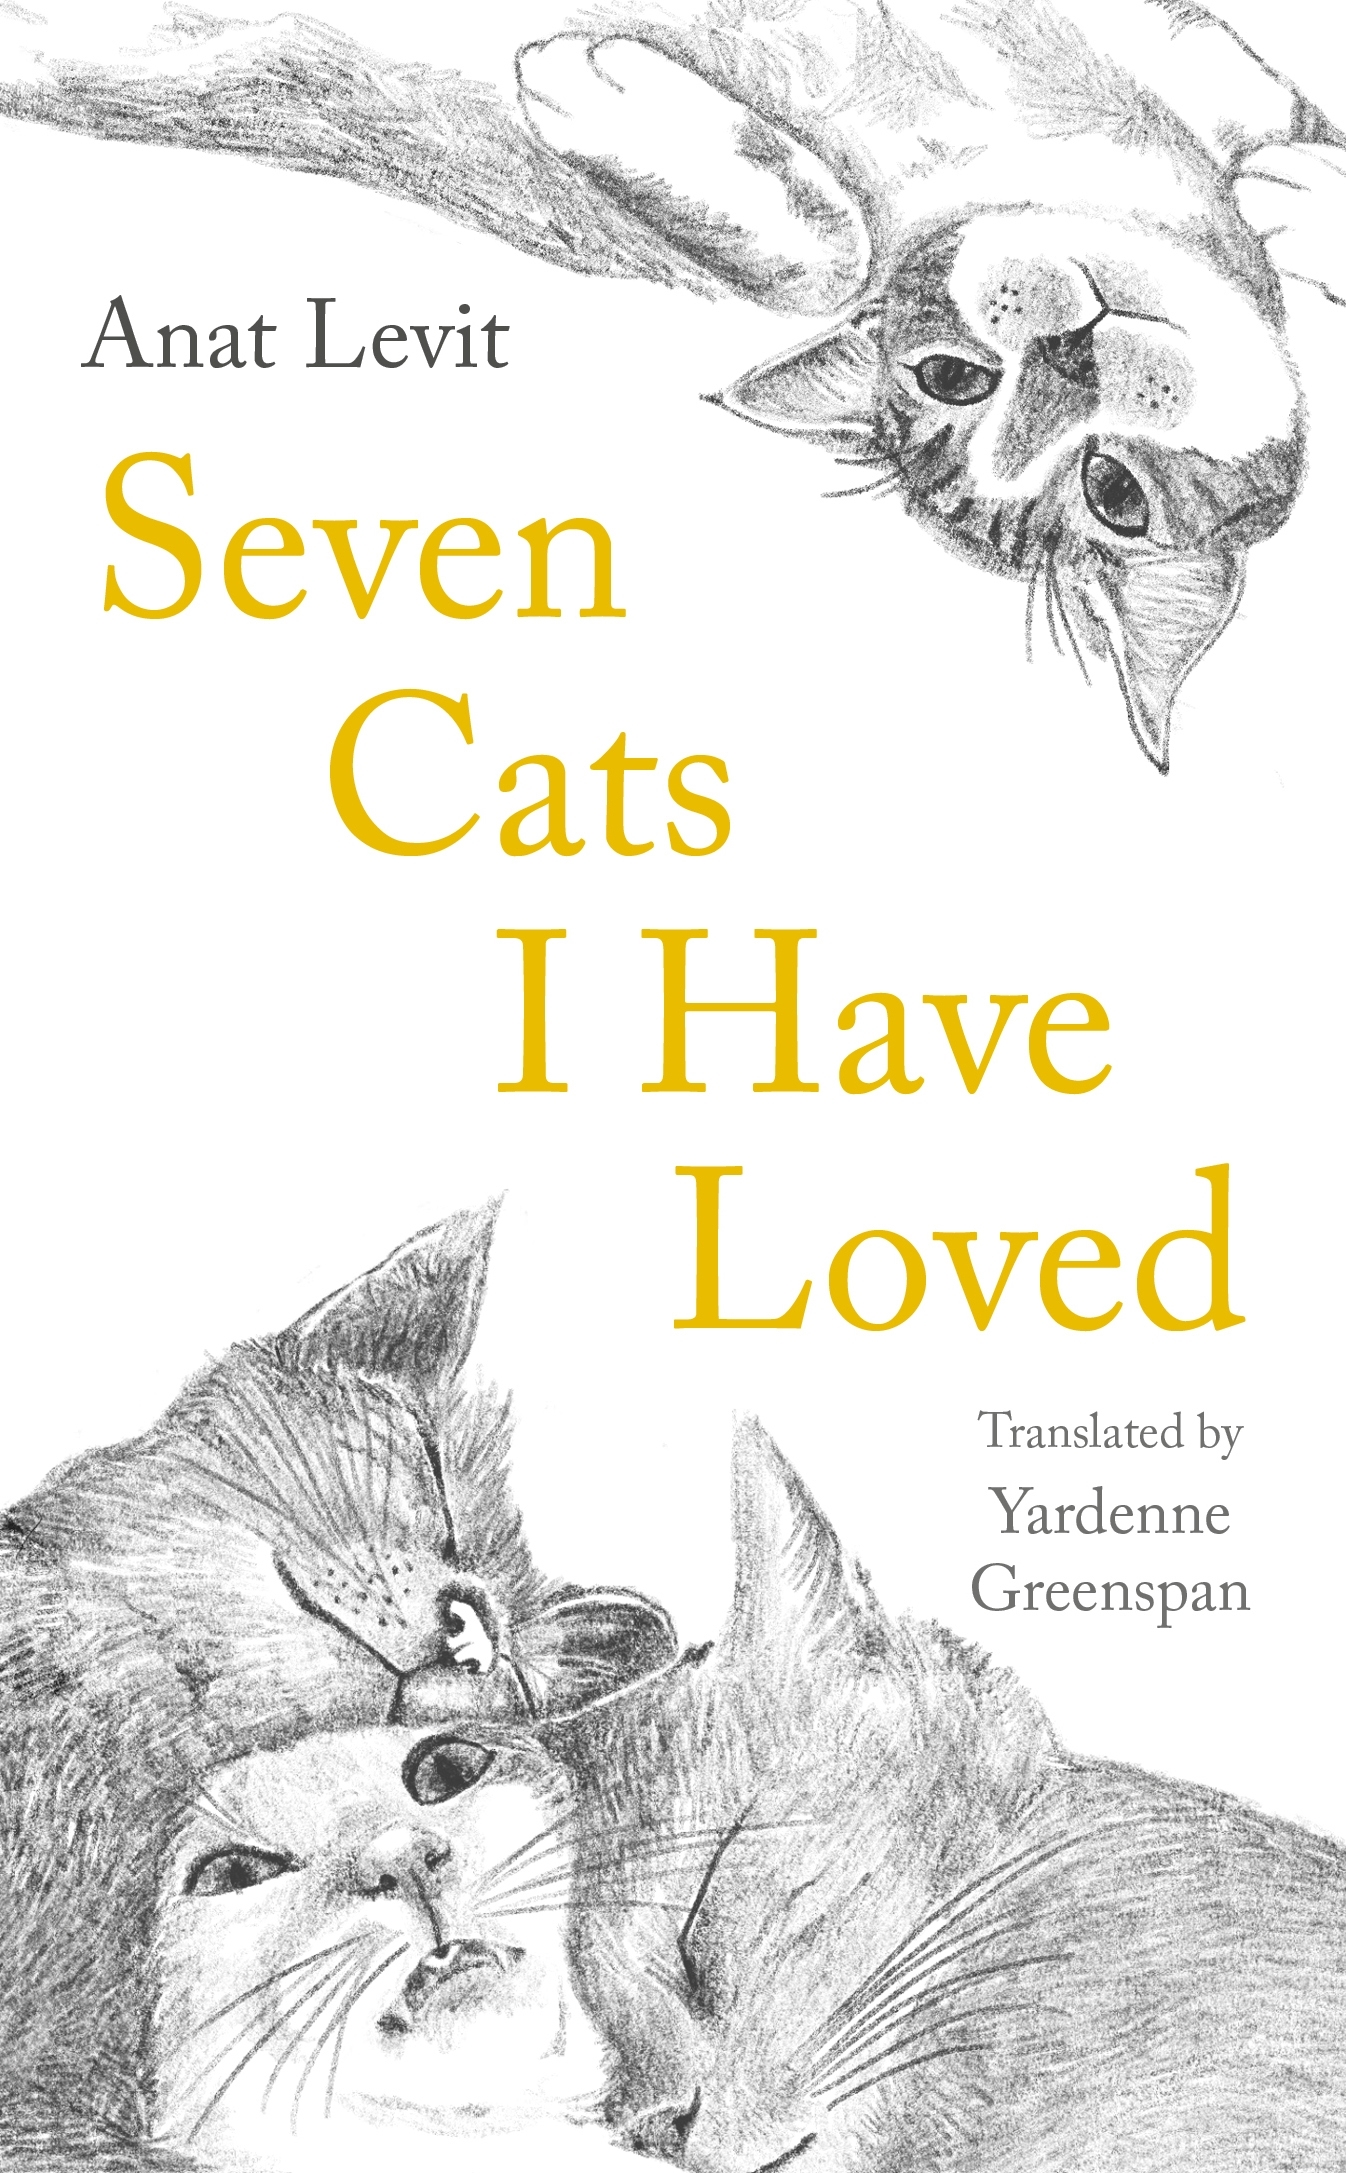 Anat Levit
Seven
Cats
I Have
Loved
Translated by
Yardenne
Greenspan